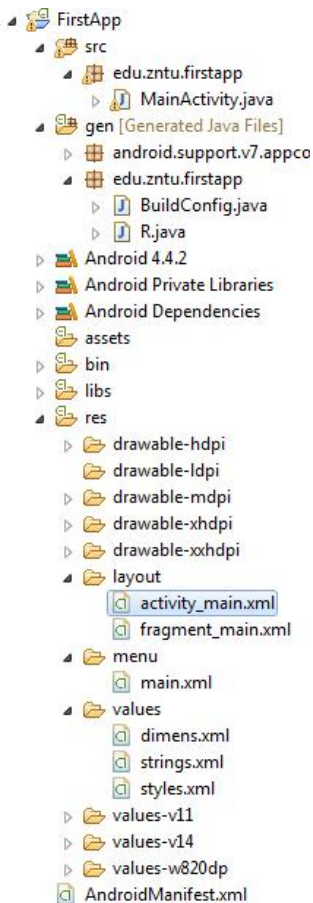 FirstApp
src
edu.zntu.firstapp
MainActivity.java
gen [Generated Java Files]
android.support.v7.appco
edu.zntu.firstapp
BuildConfig.java
R.java
Android 4.4.2
Android Private Libraries
Android Dependencies
assets
bin
libs
res
drawable-hdpi
drawable-ldpi
drawable-mdpi
drawable-xhdpi
drawable-xxhdpi
layout
activity_main.xml
fragment_main.xml
menu
main.xml
values
dimens.xml
strings.xml
styles.xml
values-v11
values-v14
values-w820dp
AndroidManifest.xml